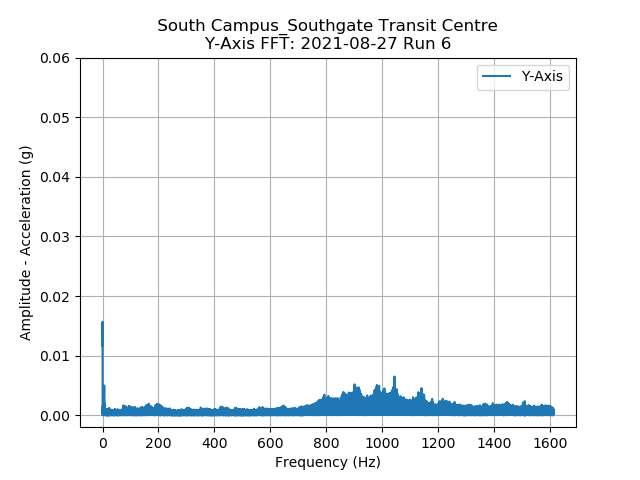 South Campus_Southgate Transit Centre
Y-Axis FFT: 2021-08-27 Run 6
Y-Axis
0.06
0.05
0.04
0.03
0.02
0.01
0.00
Amplitude - Acceleration (g)
0 200 400 600 800 1000 1200 1400 1600
Frequency (Hz)